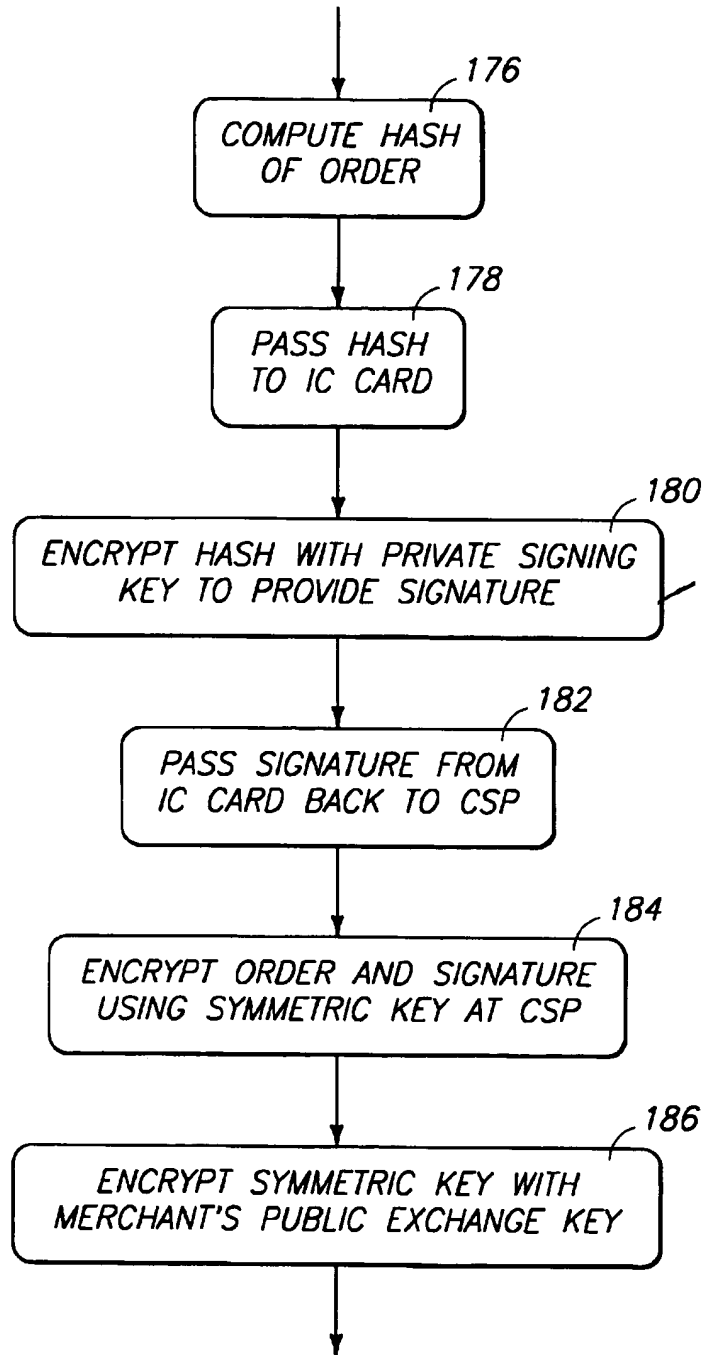 176
COMPUTE HASH
OF ORDER
178
PASS HASH
TO IC CARD
180
ENCRYPT HASH WITH PRIVATE SIGNING
KEY TO PROVIDE SIGNATURE
182
PASS SIGNATURE FROM
IC CARD BACK TO CSP
184
ENCRYPT ORDER AND SIGNATURE
USING SYMMETRIC KEY AT CSP
186
ENCRYPT SYMMETRIC KEY WITH
MERCHANT'S PUBLIC EXCHANGE KEY